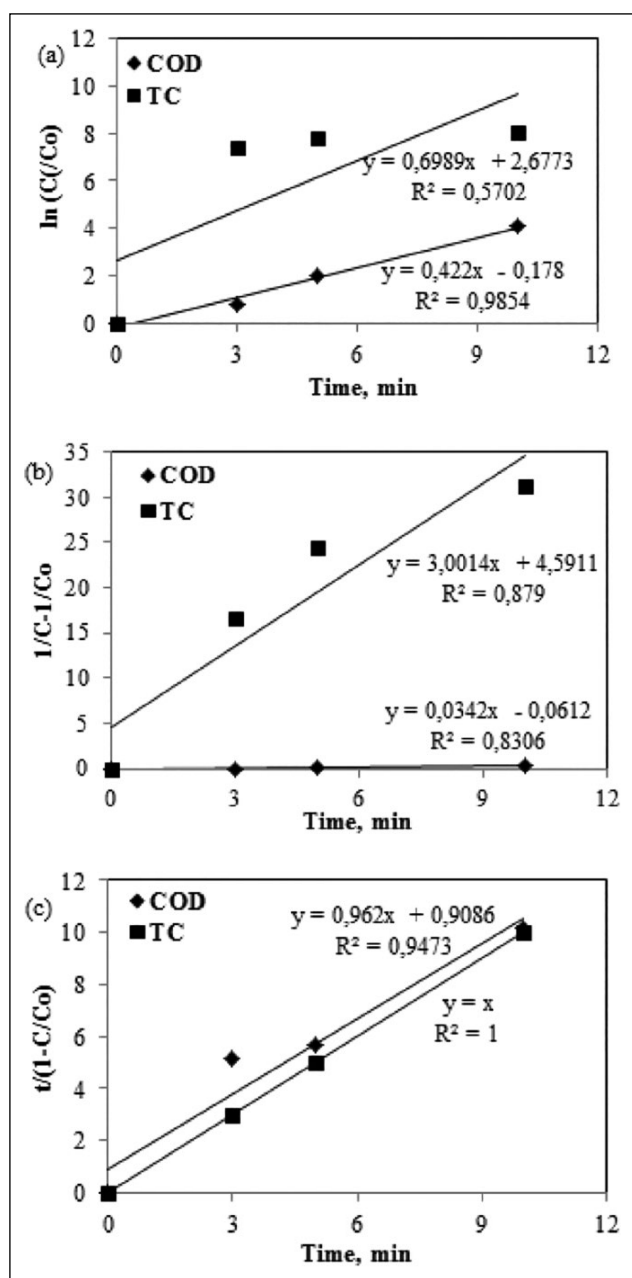 (a)
12
10
8
6
4
2
0
ln (C(/Co)
COD
TC
y = 0,6989x + 2,6773
R² = 0,5702
y = 0,422x - 0,178
R² = 0,9854
0 3 6 9 12
Time, min
(b)
35
30
25
20
15
10
5
0
1/C-1/Co
COD
TC
y = 3,0014x + 4,5911
R² = 0,879
y = 0,0342x - 0,0612
R² = 0,8306
0 3 6 9 12
Time, min
(c)
12
10
8
6
4
2
0
t/(1-C/Co)
COD
TC
y = 0,962x + 0,9086
R² = 0,9473
y = x
R² = 1
0 3 6 9 12
Time, min